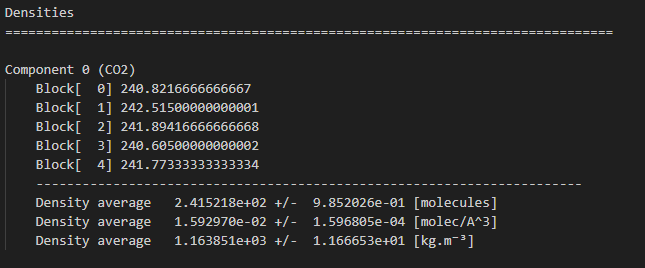 Densities
===============================================================================
Component 0 (CO2)
Block[  0] 240.8216666666667
Block[  1] 242.51500000000001
Block[  2] 241.89416666666668
Block[  3] 240.60500000000002
Block[  4] 241.77333333333334
-----------------------------------------------------------------------
Density average   2.415218e+02 +/-  9.852026e-01 [molecules]
Density average   1.592970e-02 +/-  1.596805e-04 [molec/A^3]
Density average   1.163851e+03 +/-  1.166653e+01 [kg.m⁻³]